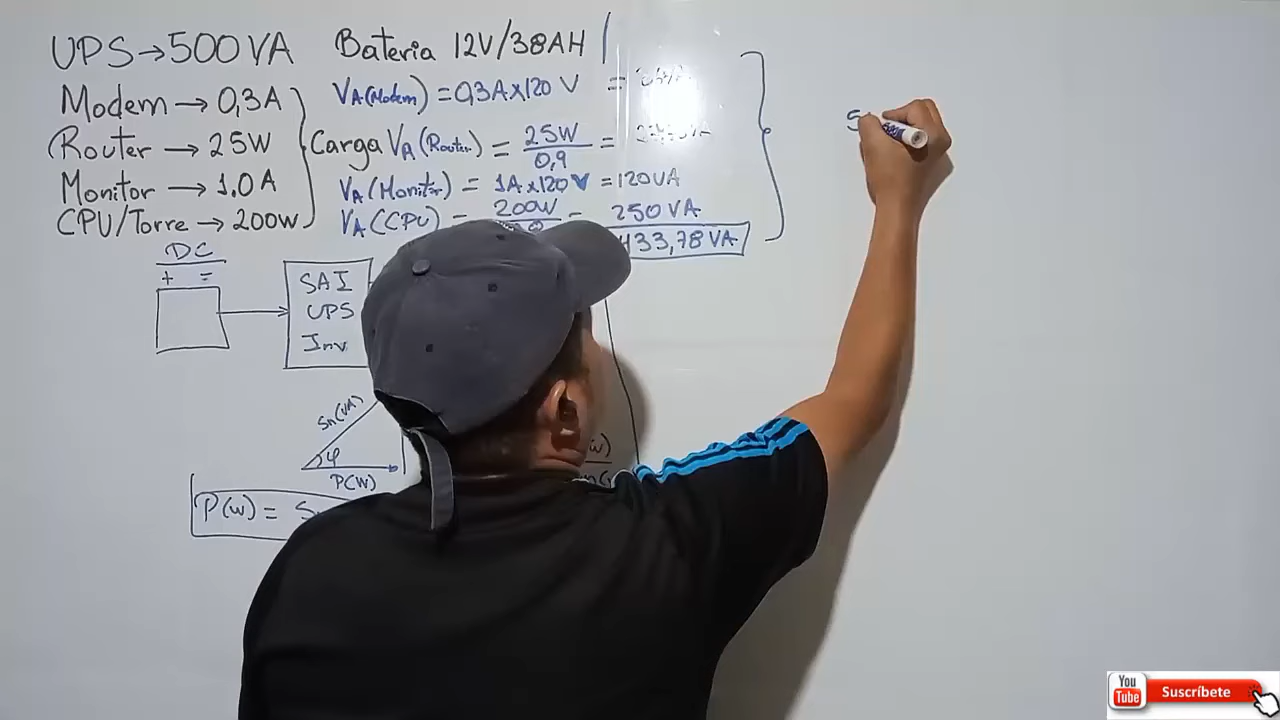 UPS→500VA Bateria 12V/38AH
Modem → 0,3A VA(Modem) = 0,3A x 120 V =
Router → 25W Carga VA(Router) = 25W/0,9 =
Monitor → 1.0A VA(Monitor) = 1A x 120V = 120VA
CPU/Torre → 200W VA(CPU) = 200W = 250 VA
433,78 VA
DC
+ =
SAI
UPS
Inv
Sn(VA)
φ
P(W)
P(W) =
You
Tube
Suscríbete